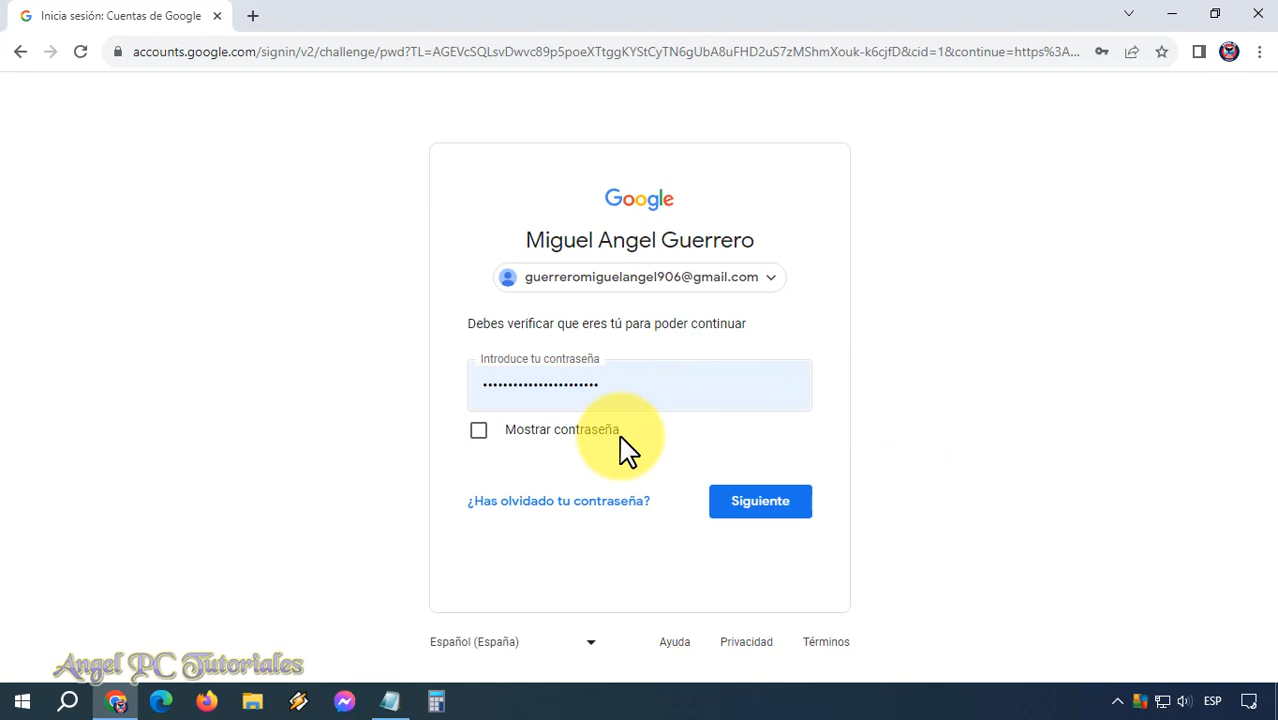 Inicia sesión: Cuentas de Google
accounts.google.com/signin/v2/challenge/pwd?TL=AGEVcSQLsvDwvc89p5poeXTtggKYStCyTN6gUbA8uFHD2uS7zMShmXouk-k6cjfD&cid=1&continue=https%3A...
Google
Miguel Angel Guerrero
guerreromiguelangel906@gmail.com
Debes verificar que eres tú para poder continuar
Introduce tu contraseña
Mostrar contraseña
¿Has olvidado tu contraseña?
Siguiente
Español (España)
Ayuda
Privacidad
Términos
Angel PC Tutoriales
ESP